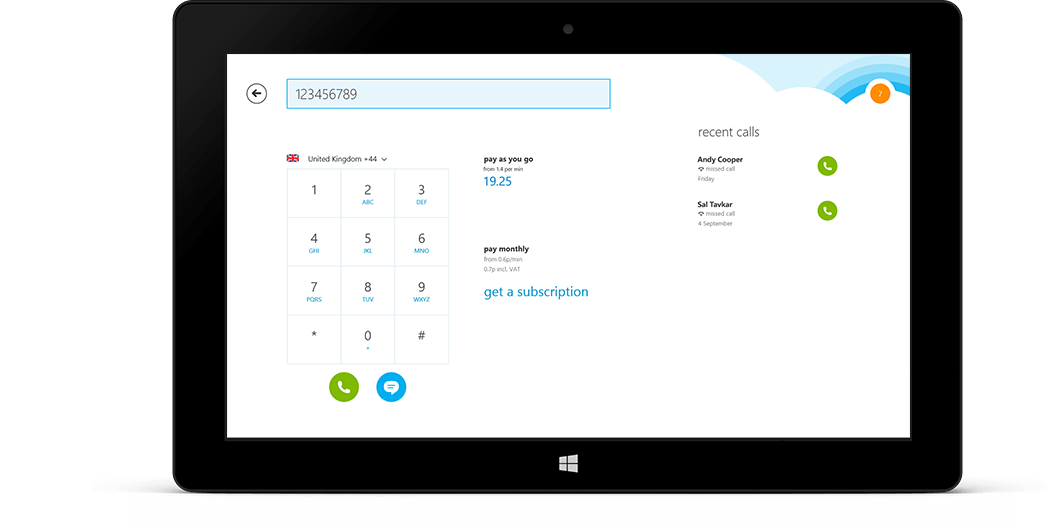 123456789
7
United Kingdom +44
1
2
ABC
3
DEF
4
GHI
5
JKL
6
MNO
7
PQRS
8
TUV
9
WXYZ
*
0
+
#
pay as you go
from 1.4 per min
19.25
pay monthly
from 0.6p/min
0.7p incl. VAT
get a subscription
recent calls
Andy Cooper
missed call
Friday
Sal Tavkar
missed call
4 September